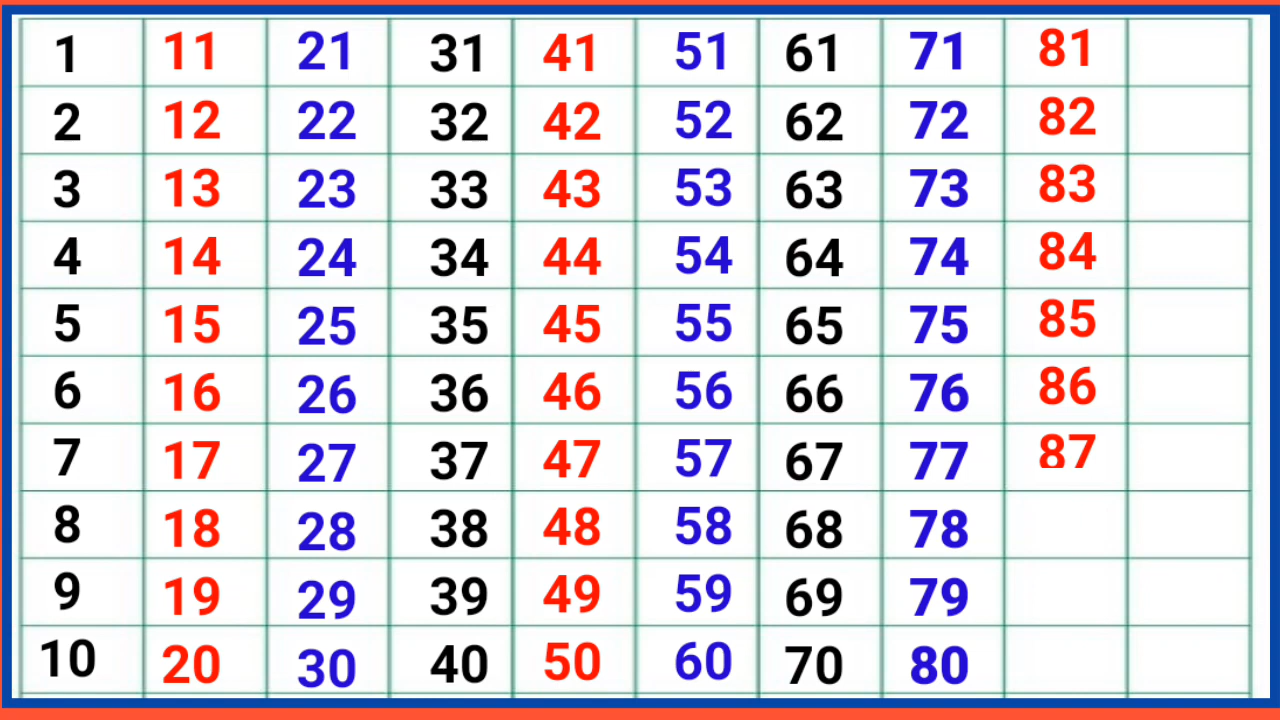 1 11 21 31 41 51 61 71 81
2 12 22 32 42 52 62 72 82
3 13 23 33 43 53 63 73 83
4 14 24 34 44 54 64 74 84
5 15 25 35 45 55 65 75 85
6 16 26 36 46 56 66 76 86
7 17 27 37 47 57 67 77 87
8 18 28 38 48 58 68 78
9 19 29 39 49 59 69 79
10 20 30 40 50 60 70 80